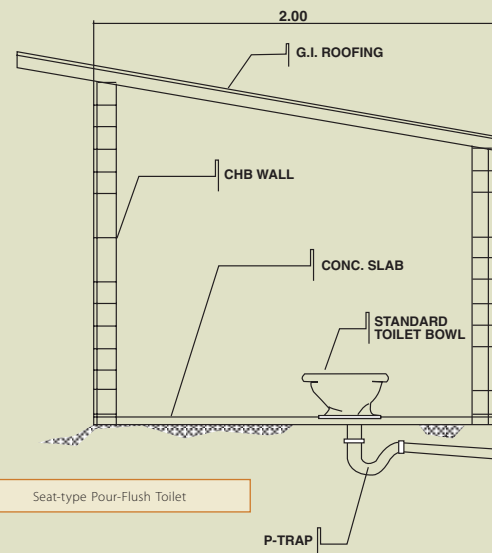 2.00
G.I. ROOFING
CHB WALL
CONC. SLAB
STANDARD
TOILET BOWL
Seat-type Pour-Flush Toilet
P-TRAP